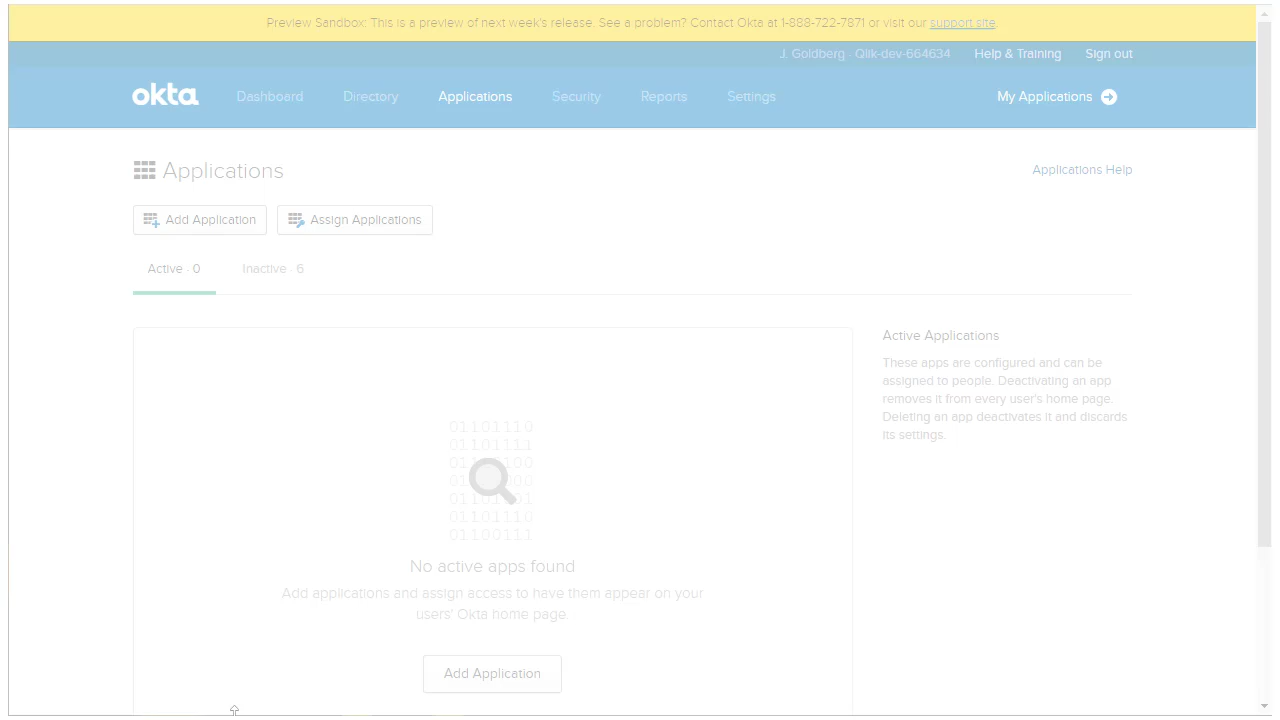 Preview Sandbox: This is a preview of next week's release. See a problem? Contact Okta at 1-888-722-7871 or visit our support site.
J. Goldberg - Qlik-dev-664634 Help & Training Sign out
okta Dashboard Directory Applications Security Reports Settings My Applications
Applications
Applications Help
Add Application Assign Applications
Active · 0 Inactive · 6
Active Applications
These apps are configured and can be
assigned to people. Deactivating an app
removes it from every user's home page.
Deleting an app deactivates it and discards
its settings.
01101110
01101111
01101110
01100111
No active apps found
Add applications and assign access to have them appear on your
users' Okta home page.
Add Application